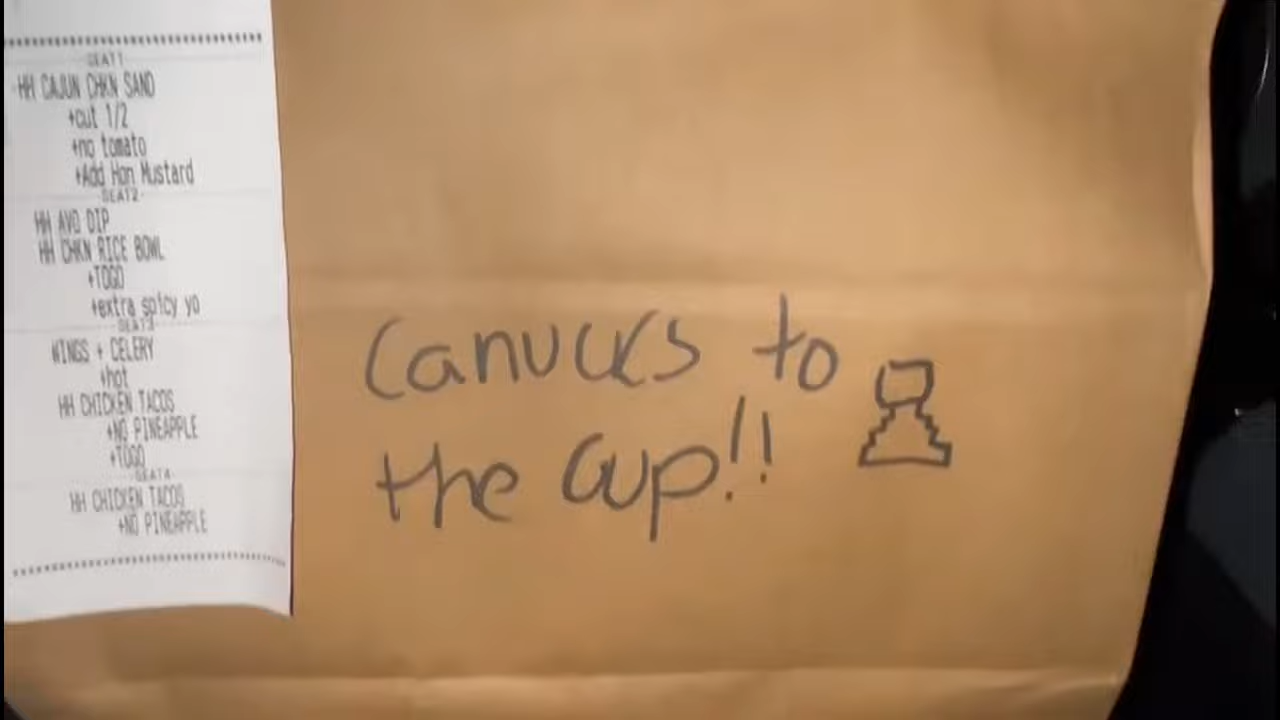 SEAT1
HH CAJUN CHKN SAND
+cut 1/2
+no tomato
+Add Hon Mustard
SEAT2
HH AVO DIP
HH CHKN RICE BOWL
+TOGO
+extra spicy yo
SEAT3
WINGS + CELERY
+hot
HH CHICKEN TACOS
+NO PINEAPPLE
+TOGO
SEAT4
HH CHICKEN TACOS
+NO PINEAPPLE
Canucks to
the Cup!!